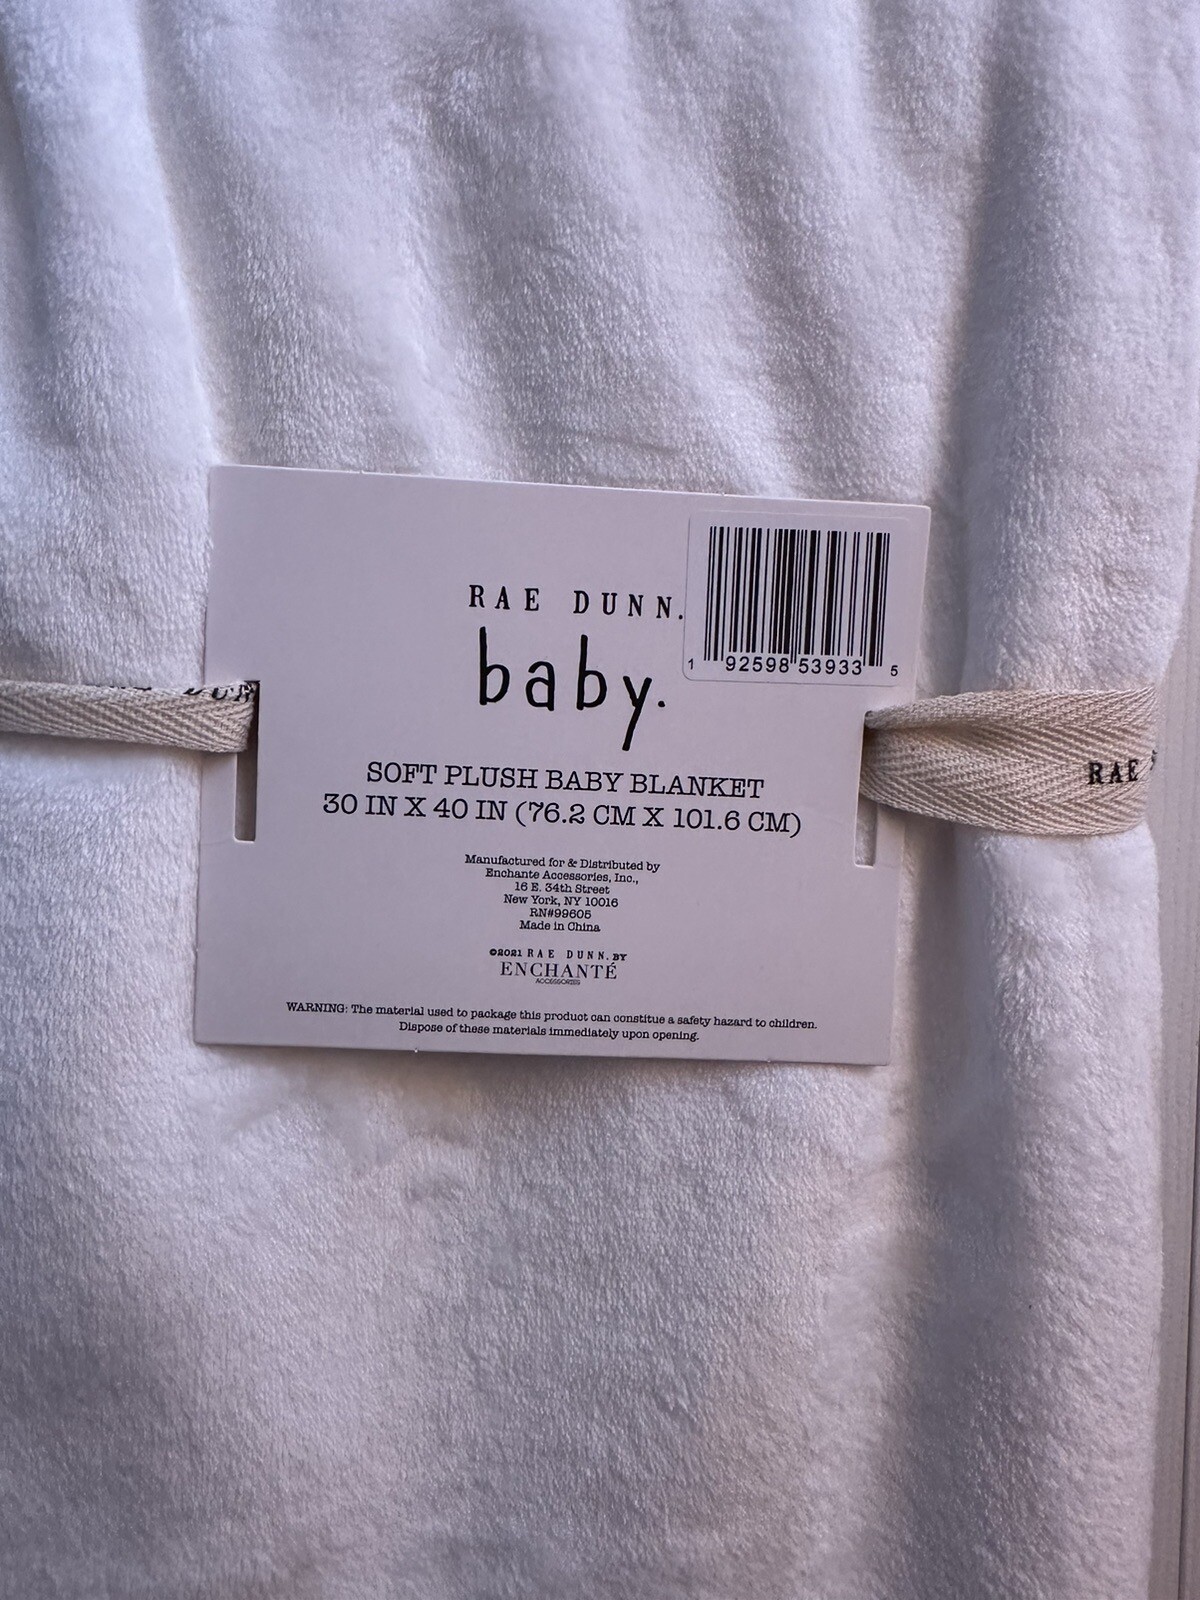 RAE DUNN.
baby.
1 92598 53933 5
DUN
RAE
SOFT PLUSH BABY BLANKET
30 IN X 40 IN (76.2 CM X 101.6 CM)
Manufactured for & Distributed by
Enchante Accessories, Inc.,
16 E. 34th Street
New York, NY 10016
RN#99605
Made in China
©2021 RAE DUNN. BY
ENCHANTÉ
ACCESSORIES
WARNING: The material used to package this product can constitue a safety hazard to children.
Dispose of these materials immediately upon opening.